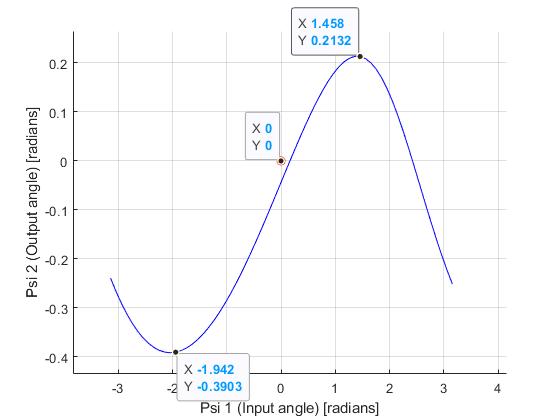 X 1.458
Y 0.2132
0.2
0.1
X 0
Y 0
0
-0.1
-0.2
-0.3
-0.4
Psi 2 (Output angle) [radians]
X -1.942
Y -0.3903
-3
-2
0
1
2
3
4
Psi 1 (Input angle) [radians]